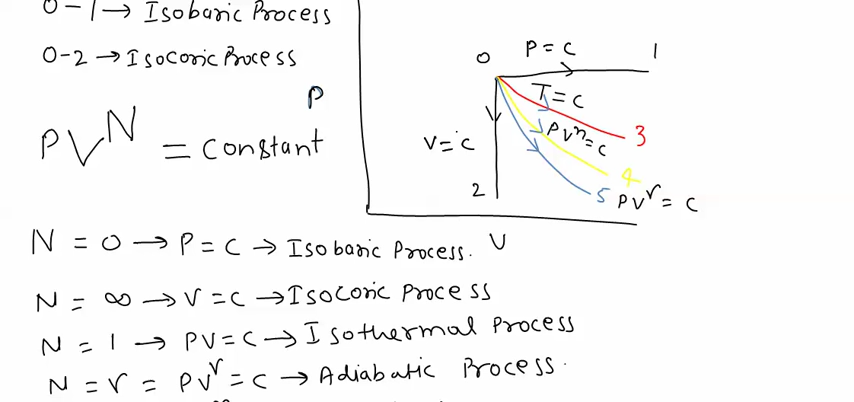 0-1→ Isobaric Process
0-2→Isocoric Process
PV^N = Constant
P
0
P=C
1
T=C
3
PVⁿ=C
V=C
4
2
5
PV^r = C
V
N = 0 → P=C → Isobaric Process.
N = ∞ → V=C →Isocoric Process
N = 1 → PV=C → Isothermal Process
N = r = PV^r=C → Adiabatic Process.